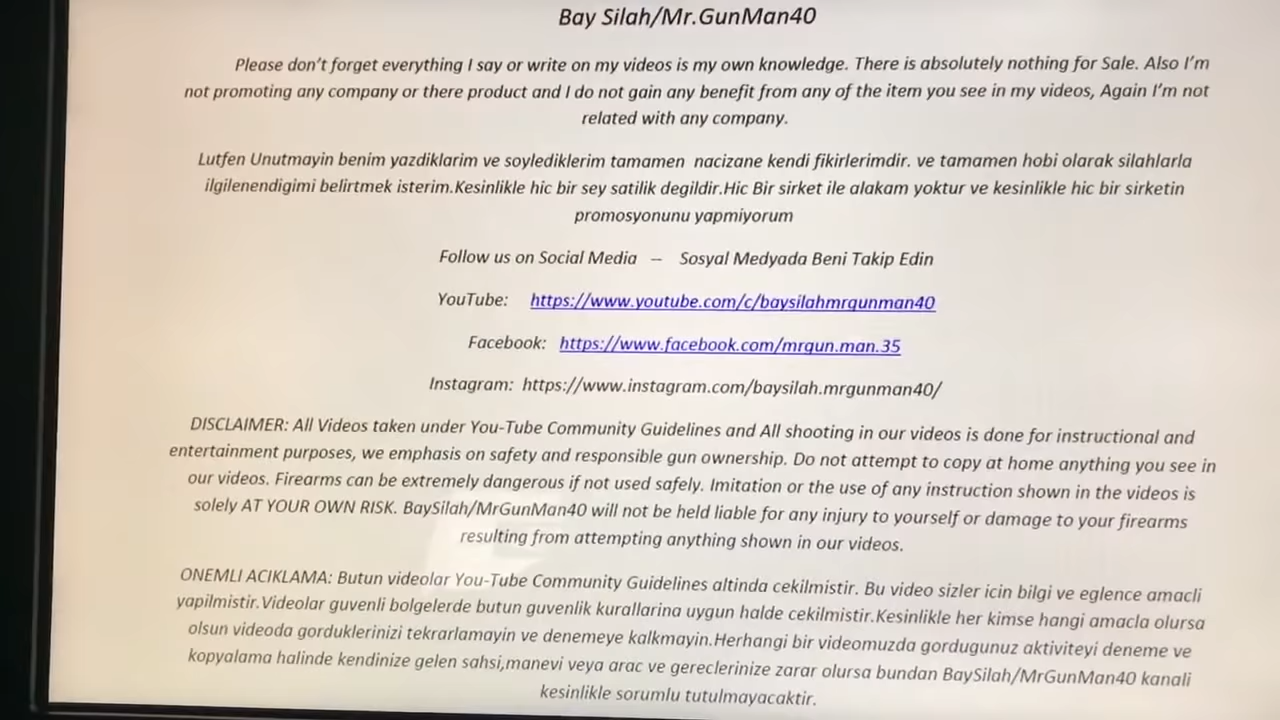 Bay Silah/Mr.GunMan40
Please don't forget everything I say or write on my videos is my own knowledge. There is absolutely nothing for Sale. Also I'm
not promoting any company or there product and I do not gain any benefit from any of the item you see in my videos, Again I'm not
related with any company.
Lutfen Unutmayin benim yazdiklarim ve soylediklerim tamamen nacizane kendi fikirlerimdir. ve tamamen hobi olarak silahlarla
ilgilenendigimi belirtmek isterim.Kesinlikle hic bir sey satilik degildir.Hic Bir sirket ile alakam yoktur ve kesinlikle hic bir sirketin
promosyonunu yapmiyorum
Follow us on Social Media – Sosyal Medyada Beni Takip Edin
YouTube: https://www.youtube.com/c/baysilahmrgunman40
Facebook: https://www.facebook.com/mrgun.man.35
Instagram: https://www.instagram.com/baysilah.mrgunman40/
DISCLAIMER: All Videos taken under You-Tube Community Guidelines and All shooting in our videos is done for instructional and
entertainment purposes, we emphasis on safety and responsible gun ownership. Do not attempt to copy at home anything you see in
our videos. Firearms can be extremely dangerous if not used safely. Imitation or the use of any instruction shown in the videos is
solely AT YOUR OWN RISK. BaySilah/MrGunMan40 will not be held liable for any injury to yourself or damage to your firearms
resulting from attempting anything shown in our videos.
ONEMLI ACIKLAMA: Butun videolar You-Tube Community Guidelines altinda cekilmistir. Bu video sizler icin bilgi ve eglence amacli
yapilmistir.Videolar guvenli bolgelerde butun guvenlik kurallarina uygun halde cekilmistir.Kesinlikle her kimse hangi amacla olursa
olsun videoda gorduklerinizi tekrarlamayin ve denemeye kalkmayin.Herhangi bir videomuzda gordugunuz aktiviteyi deneme ve
kopyalama halinde kendinize gelen sahsi,manevi veya arac ve gereclerinize zarar olursa bundan BaySilah/MrGunMan40 kanali
kesinlikle sorumlu tutulmayacaktir.